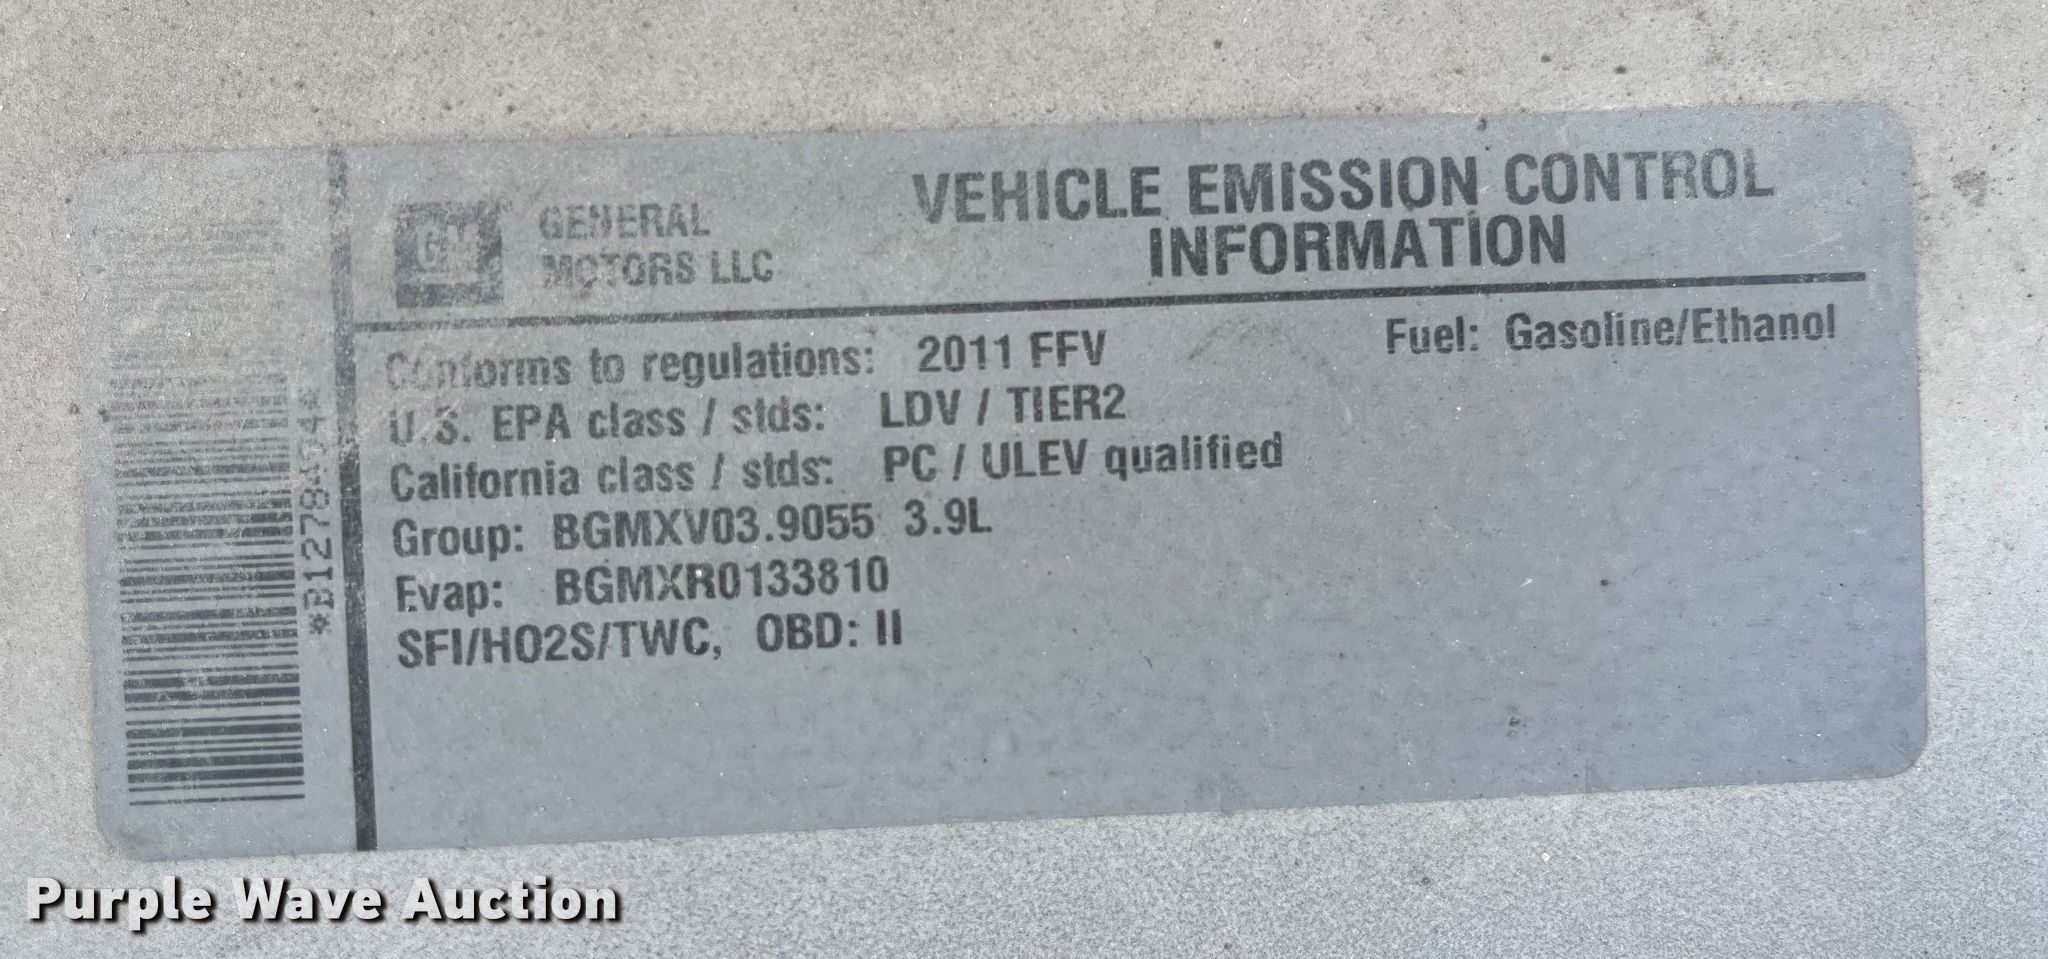 GM
GENERAL
MOTORS LLC
VEHICLE EMISSION CONTROL
INFORMATION
Conforms to regulations: 2011 FFV
Fuel: Gasoline/Ethanol
U.S. EPA class / stds: LDV / TIER2
California class / stds: PC / ULEV qualified
Group: BGMXV03.9055 3.9L
Evap: BGMXR0133810
SFI/HO2S/TWC, OBD: II
Purple Wave Auction